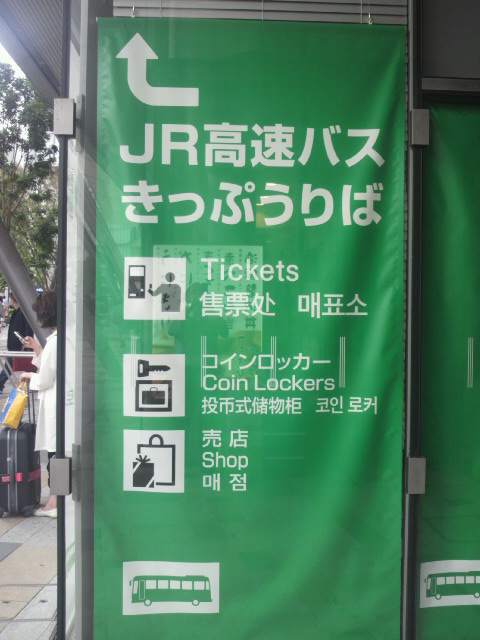 JR高速バス
きっぷうりば
Tickets
售票处 매표소
コインロッカー
Coin Lockers
投币式储物柜 코인 로커
売店
Shop
매점